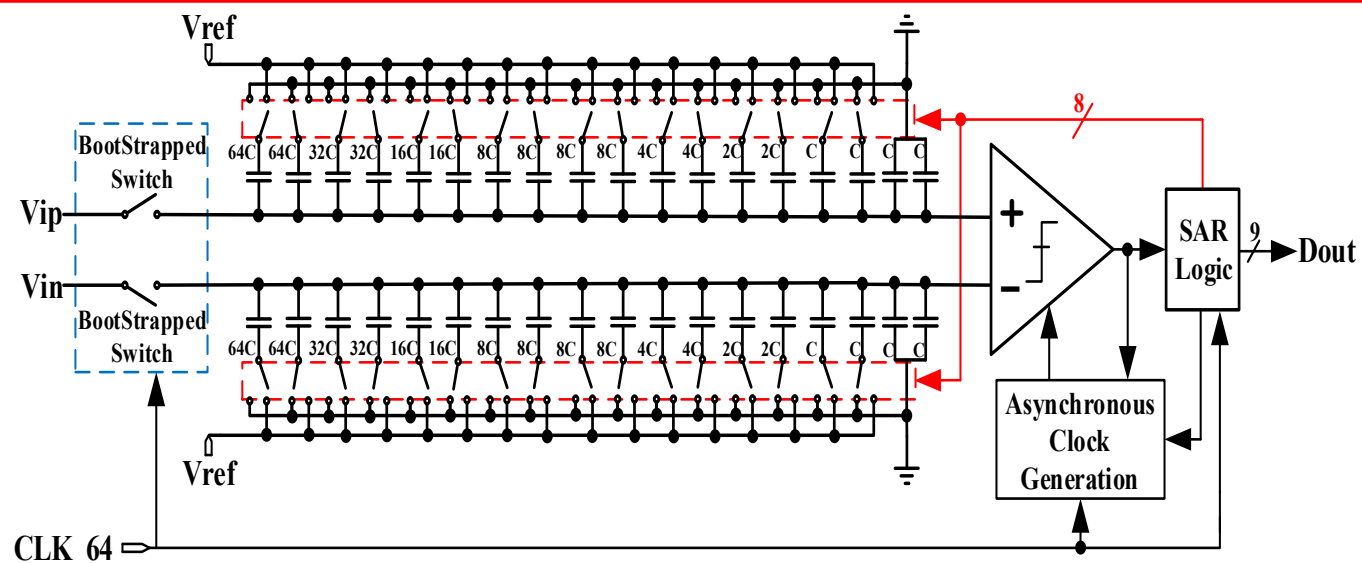 Vref
8
64C 64C 32C 32C 16C 16C 8C 8C 8C 8C 4C 4C 2C 2C C C C C
BootStrapped
Switch
Vip
+
SAR
Logic
9
Dout
Vin
−
BootStrapped
Switch
64C 64C 32C 32C 16C 16C 8C 8C 8C 8C 4C 4C 2C 2C C C C C
Asynchronous
Clock
Generation
Vref
CLK 64